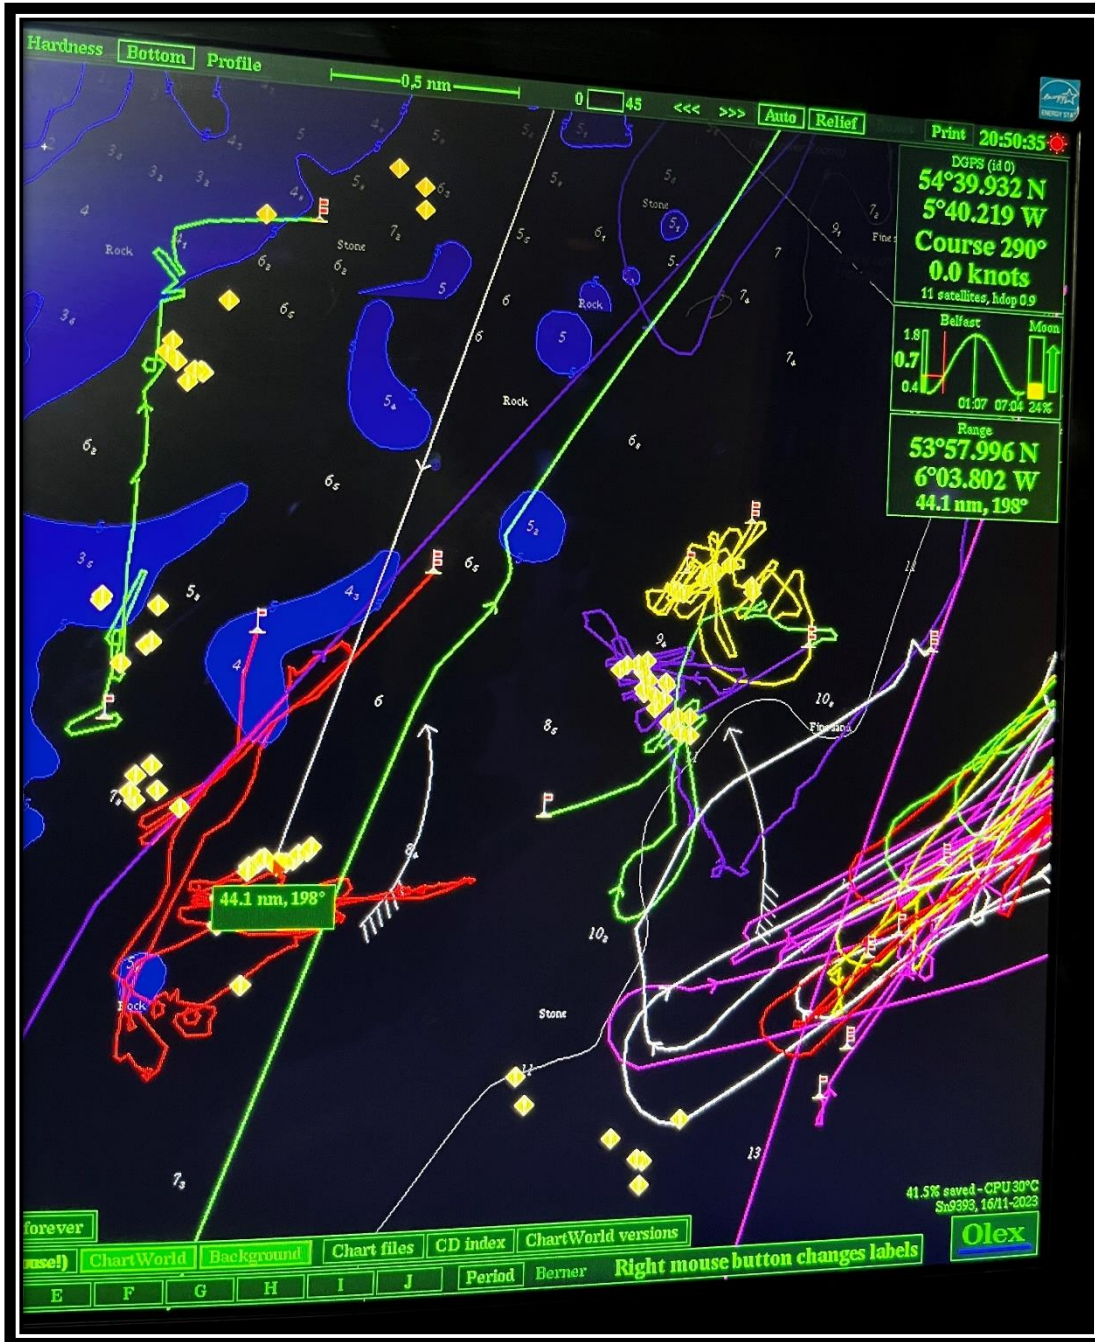 Hardness Bottom Profile
0,5 nm
0 45 <<< >>> Auto Relief
Print 20:50:35
DGPS (id 0)
54°39.932 N
5°40.219 W
Course 290°
0.0 knots
11 satellites, hdop 0.9
Belfast Moon
1.8
0.7
0.4
01:07 07:04 24%
Range
53°57.996 N
6°03.802 W
44.1 nm, 198°
Rock
Stone
Stone
Rock
Rock
44.1 nm, 198°
Rock
Stone
13
41.5% saved - CPU 30°C
Sn9393, 16/11-2023
Olex
forever
ChartWorld Background Chart files CD index ChartWorld versions
E F G H I J Period Berner Right mouse button changes labels